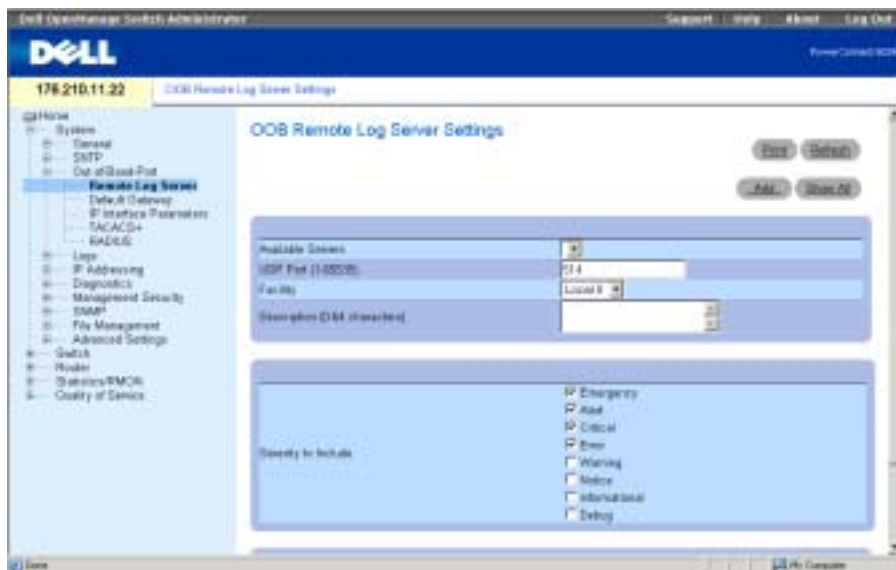 Dell OpenManage Switch Administrator
Support Help About Log Out
DELL
PowerConnect
176.210.11.22
OOB Remote Log Server Settings
Home
System
General
SNTP
Out of Band Port
Remote Log Server
Default Gateway
IP Interface Parameters
TACACS+
RADIUS
Logs
IP Addressing
Diagnostics
Management Security
SNMP
File Management
Advanced Settings
Switch
Router
Statistics/RMON
Quality of Service
OOB Remote Log Server Settings
Print Refresh
Add... Show All
Available Servers
UDP Port (1-65535)
514
Facility
Local
Description (0-64 characters)
Severity to Include
Emergency
Alert
Critical
Error
Warning
Notice
Informational
Debug
Done
My Computer